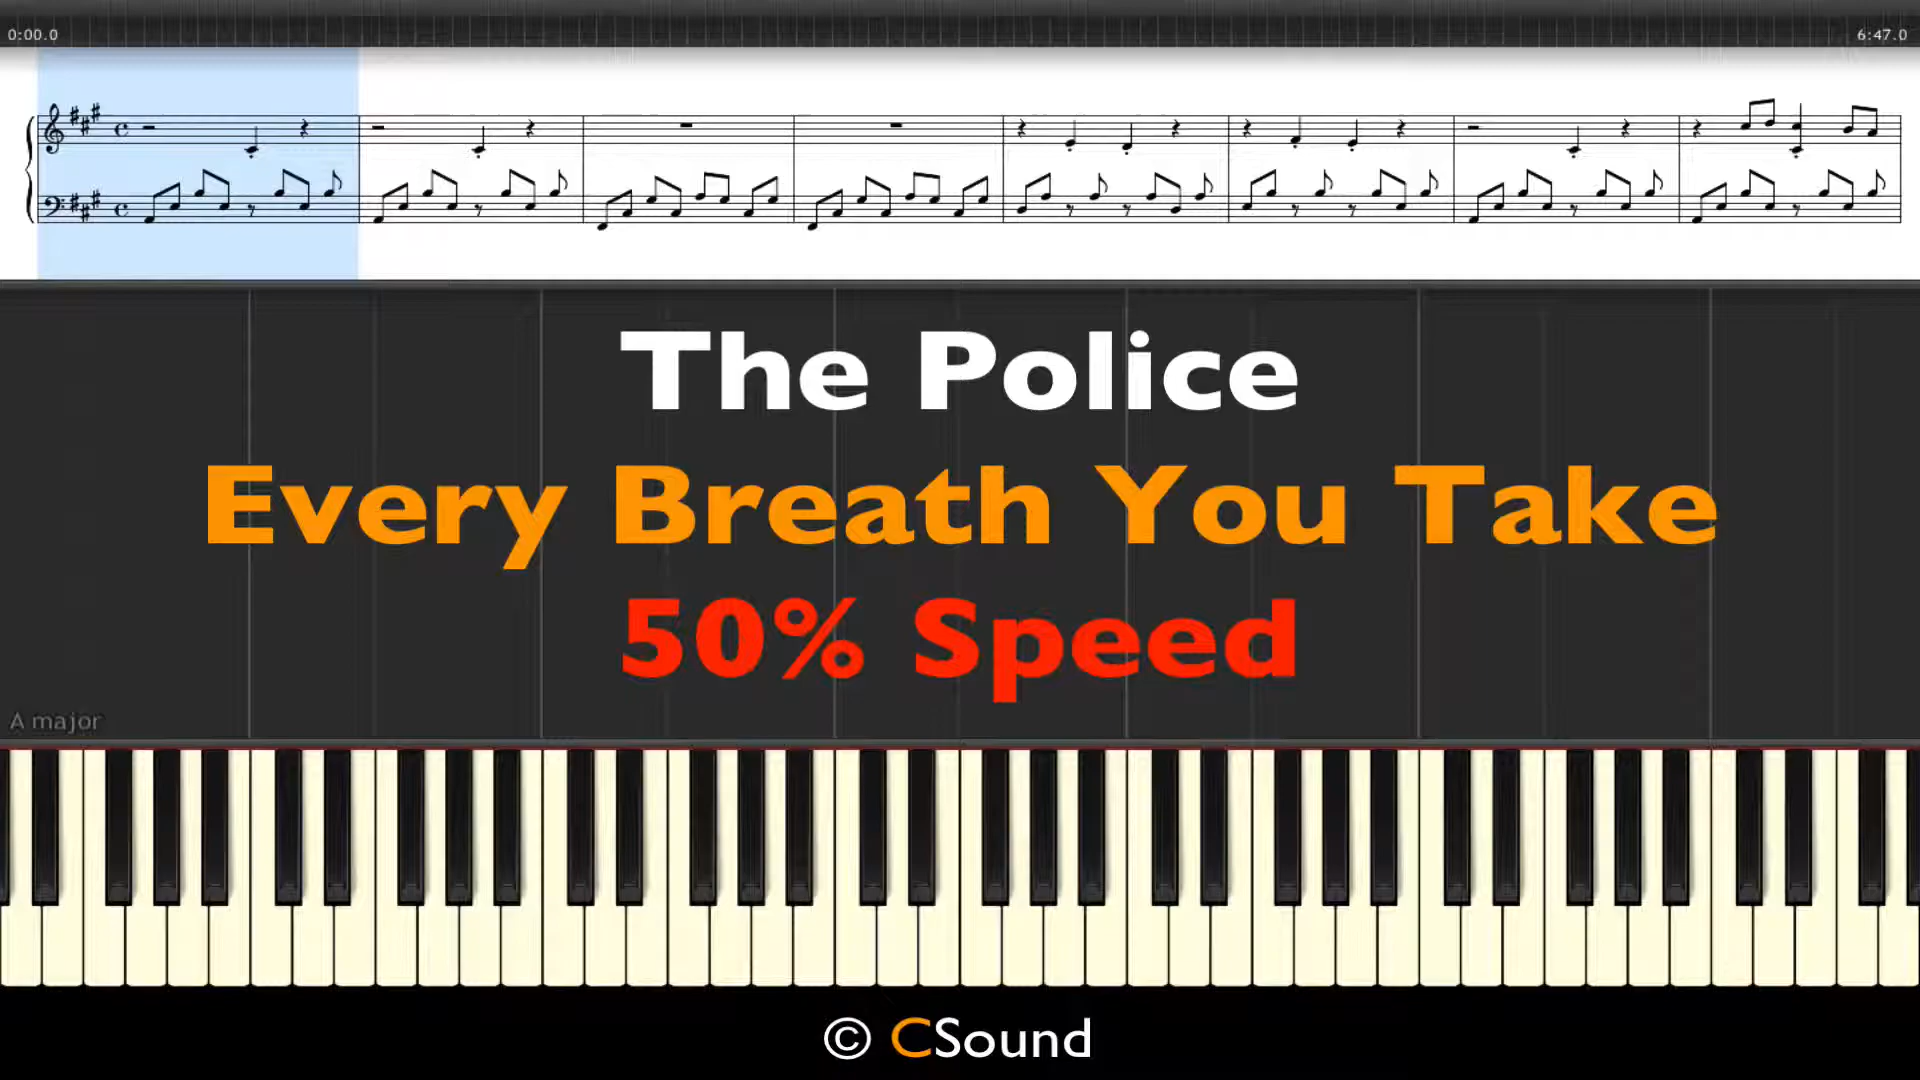 0:00.0 6:47.0
The Police
Every Breath You Take
50% Speed
A major
© CSound